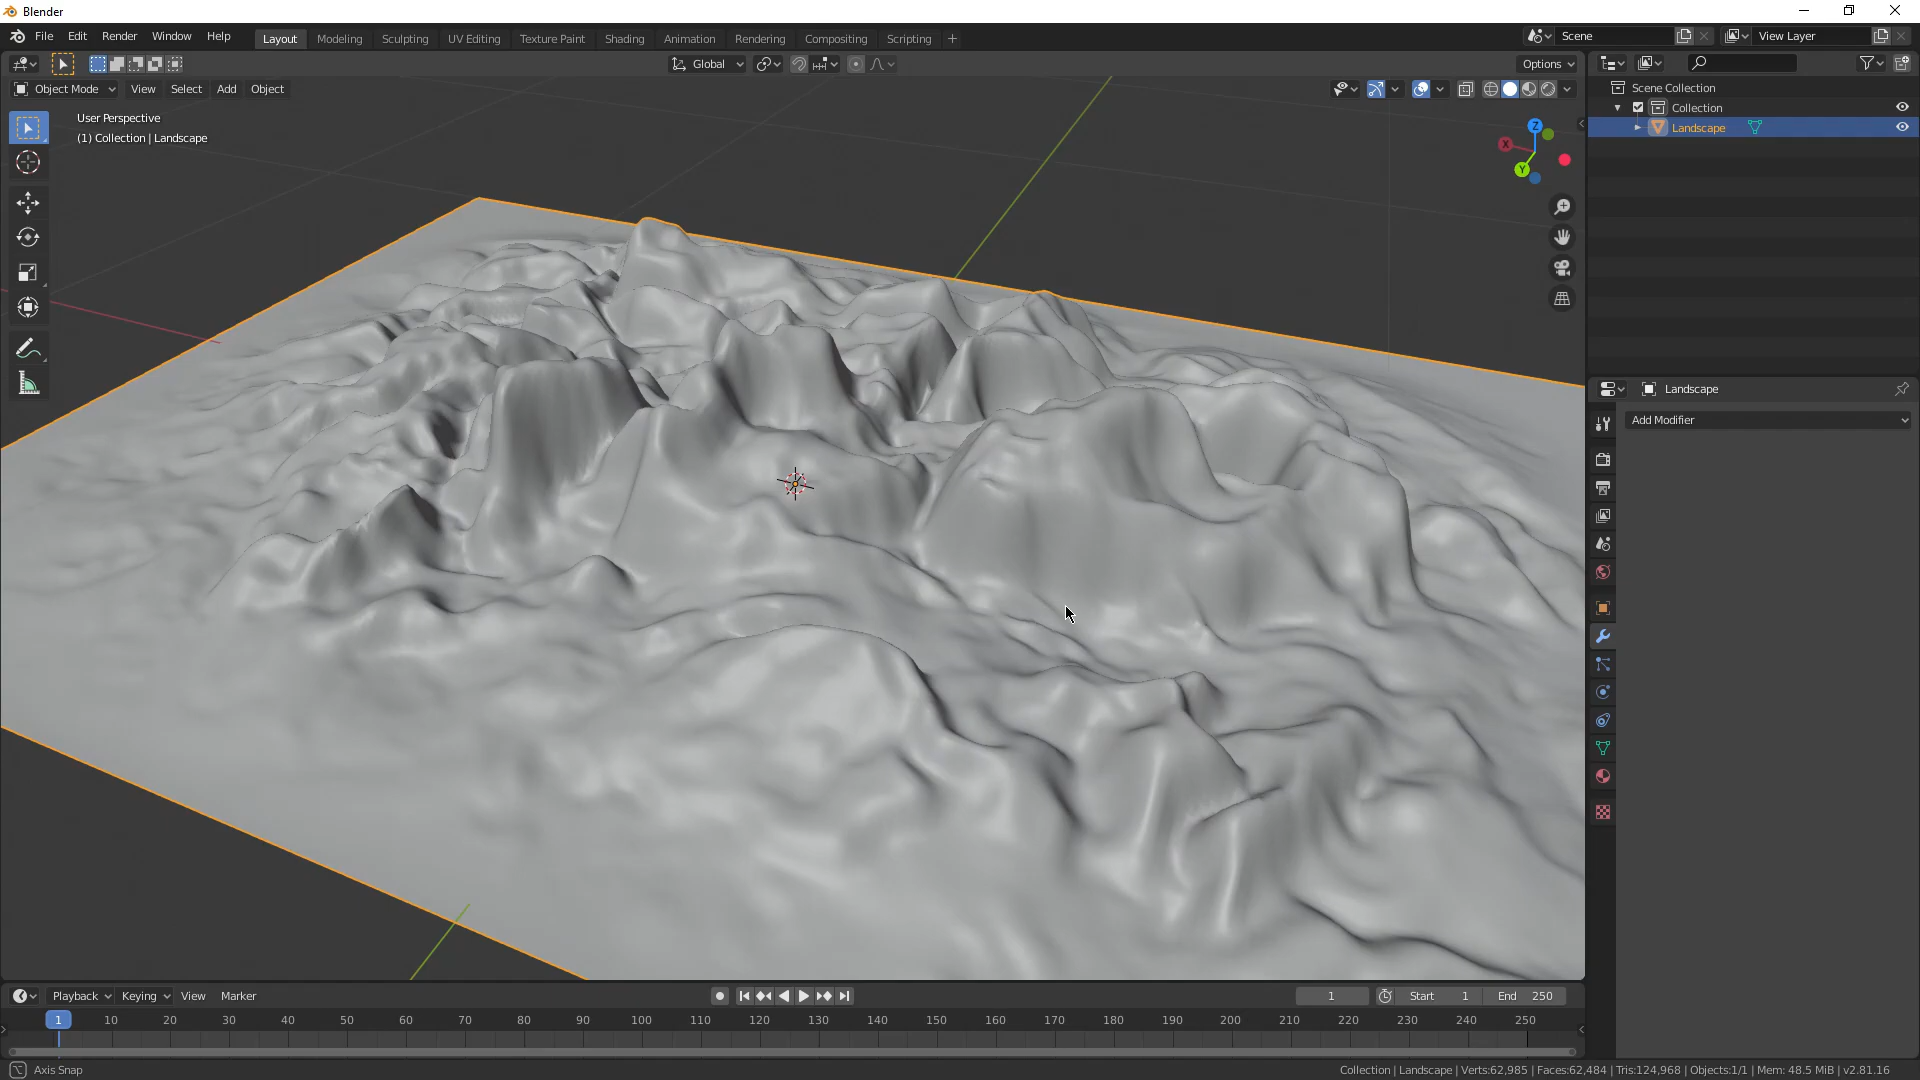 Blender
File Edit Render Window Help
Layout Modeling Sculpting UV Editing Texture Paint Shading Animation Rendering Compositing Scripting +
Scene
View Layer
Global
Options
Object Mode View Select Add Object
User Perspective
(1) Collection | Landscape
Z
X
Y
Scene Collection
Collection
Landscape
Landscape
Add Modifier
Playback Keying View Marker
1
Start 1
End 250
1 10 20 30 40 50 60 70 80 90 100 110 120 130 140 150 160 170 180 190 200 210 220 230 240 250
Axis Snap
Collection | Landscape | Verts:62,985 | Faces:62,484 | Tris:124,968 | Objects:1/1 | Mem: 48.5 MiB | v2.81.16